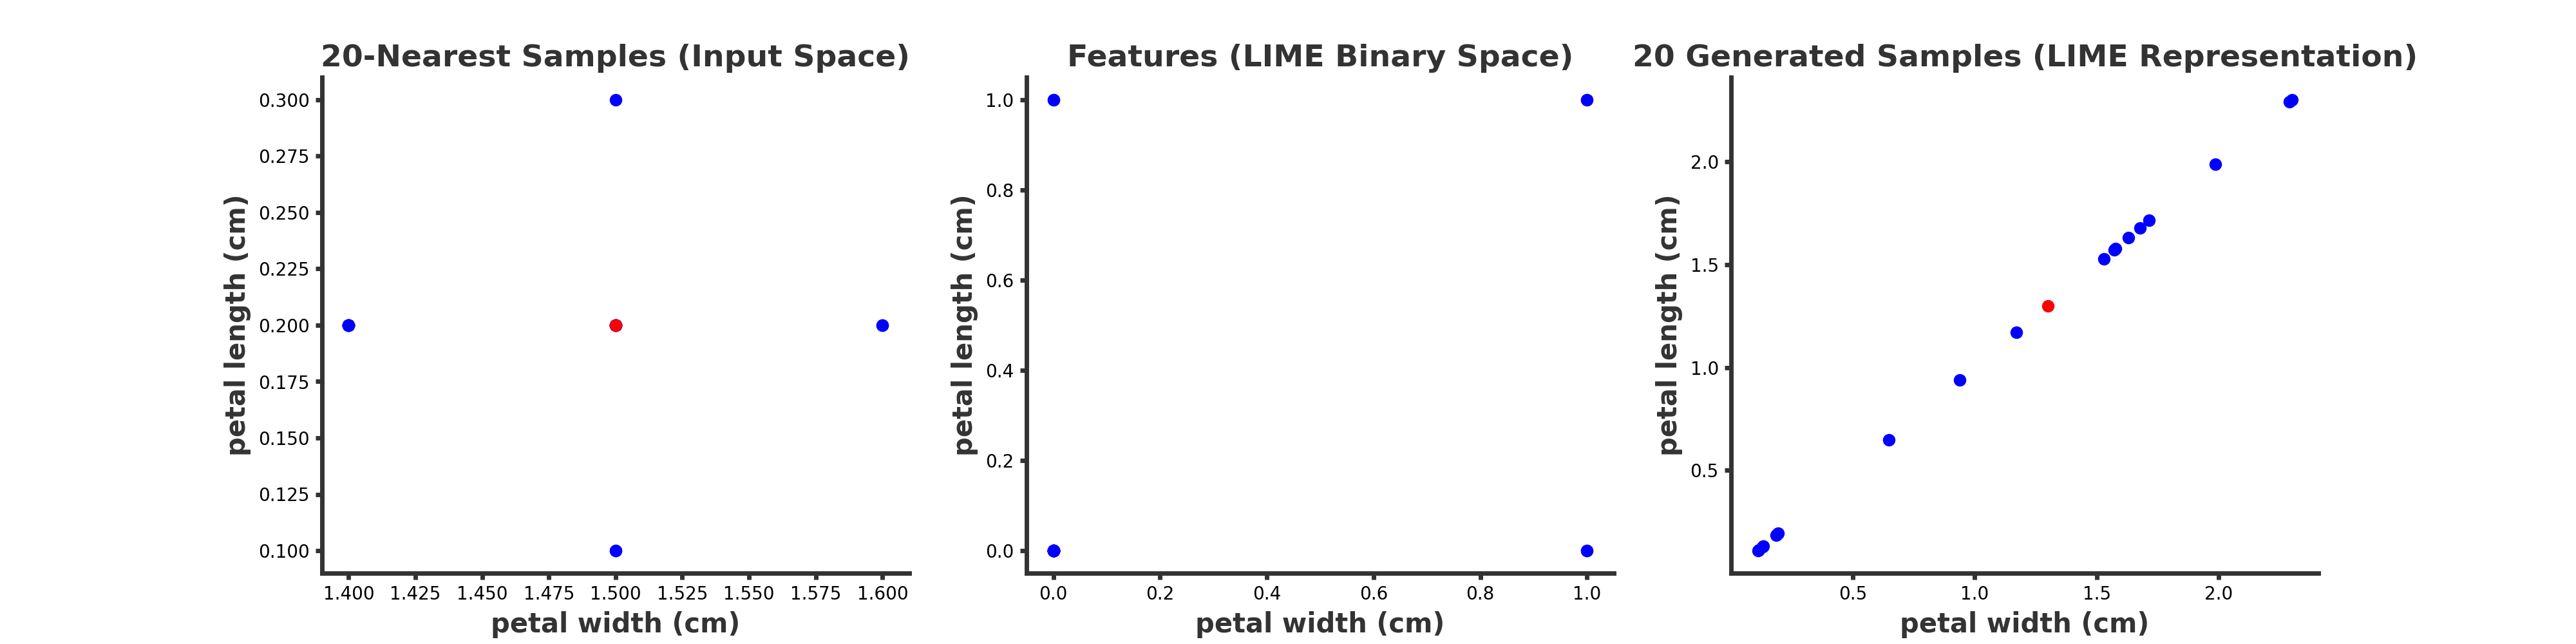 20-Nearest Samples (Input Space)
0.300
0.275
0.250
0.225
0.200
0.175
0.150
0.125
0.100
petal length (cm)
1.400 1.425 1.450 1.475 1.500 1.525 1.550 1.575 1.600
petal width (cm)
Features (LIME Binary Space)
1.0
0.8
0.6
0.4
0.2
0.0
petal length (cm)
0.0 0.2 0.4 0.6 0.8 1.0
petal width (cm)
20 Generated Samples (LIME Representation)
2.0
1.5
1.0
0.5
petal length (cm)
0.5 1.0 1.5 2.0
petal width (cm)